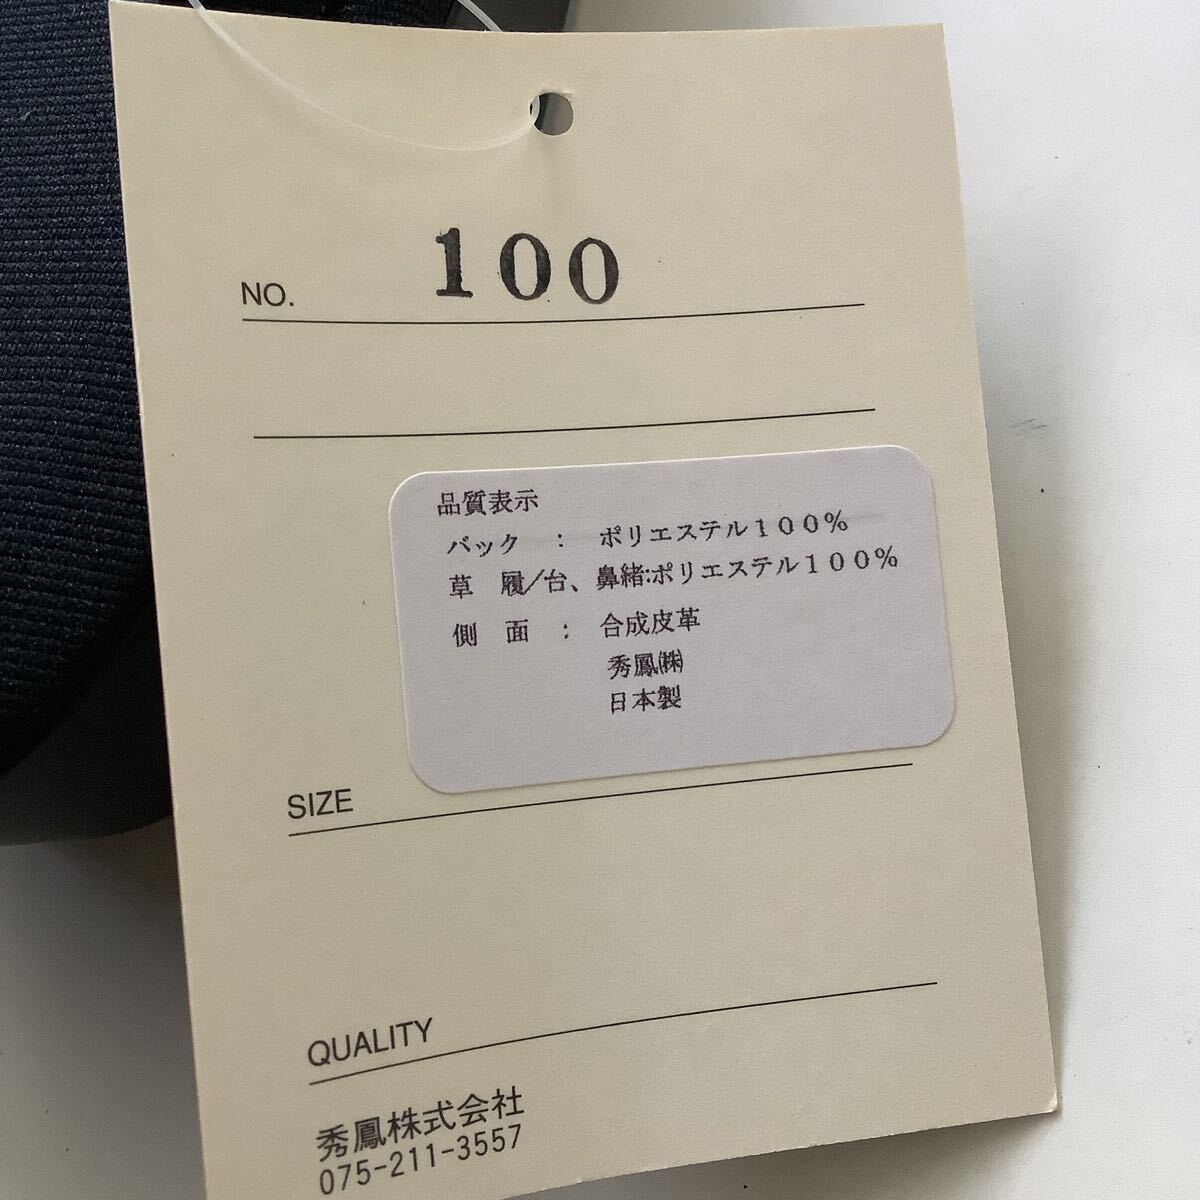 NO. 100
品質表示
バック : ポリエステル100%
草 履/台、鼻緒:ポリエステル100%
側 面 : 合成皮革
秀鳳㈱
日本製
SIZE
QUALITY
秀鳳株式会社
075-211-3557